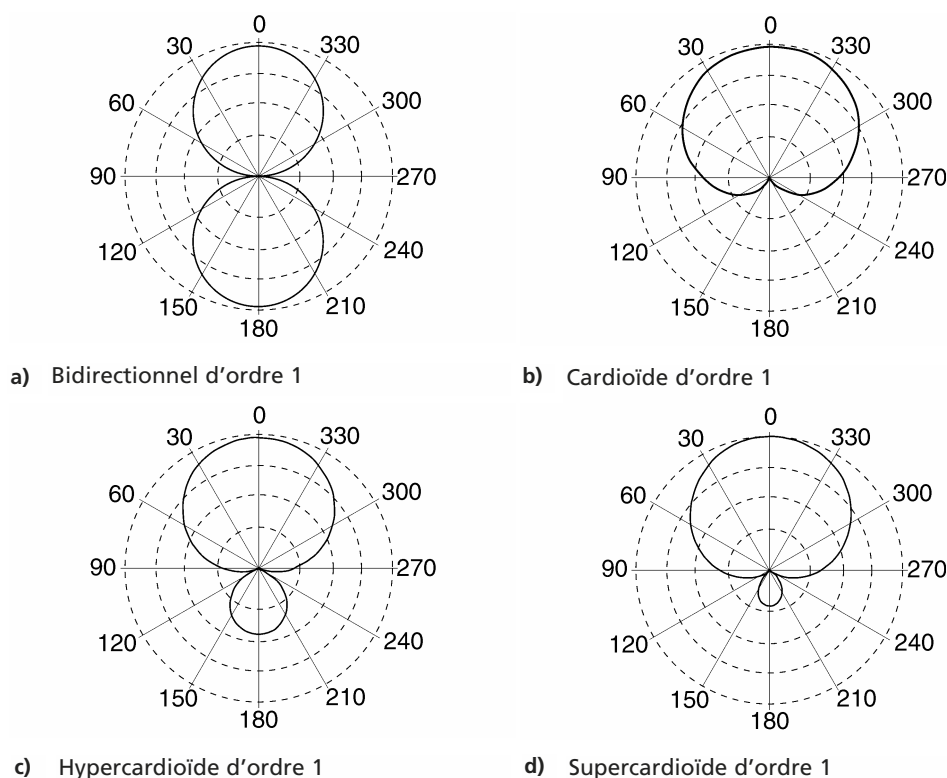 0 0
30 330 30 330
60 300 60 300
90 270 90 270
120 240 120 240
150 210 150 210
180 180
a) Bidirectionnel d'ordre 1 b) Cardioïde d'ordre 1
0 0
30 330 30 330
60 300 60 300
90 270 90 270
120 240 120 240
150 210 150 210
180 180
c) Hypercardioïde d'ordre 1 d) Supercardioïde d'ordre 1